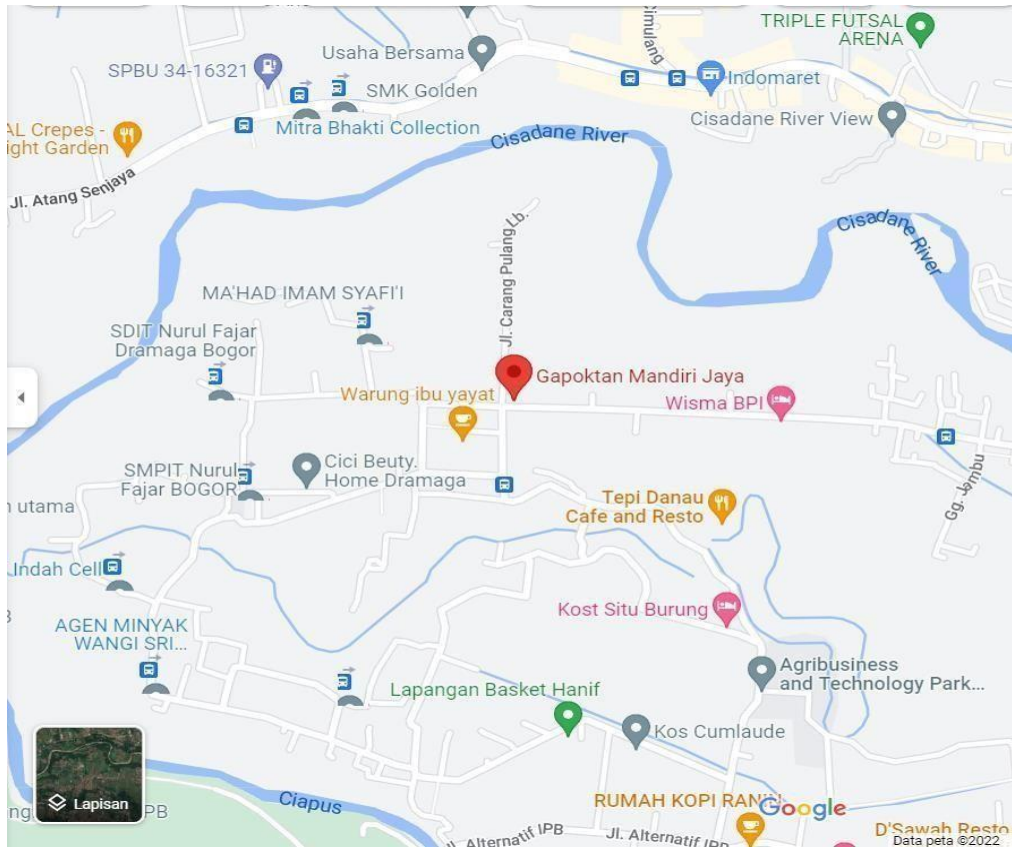 TRIPLE FUTSAL
ARENA
Usaha Bersama
SPBU 34-16321
Indomaret
SMK Golden
Mitra Bhakti Collection
Cisadane River View
AL Crepes -
ight Garden
Cisadane River
Jl. Atang Senjaya
Jl. Carang Pulang Lb.
Cisadane River
MA'HAD IMAM SYAFI'I
SDIT Nurul Fajar
Dramaga Bogor
Gapoktan Mandiri Jaya
Warung ibu yayat
Wisma BPI
Cici Beuty.
Home Dramaga
SMPIT Nurul
Fajar BOGOR
Gg. Jambu
Tepi Danau
Cafe and Resto
utama
Indah Cell
Kost Situ Burung
AGEN MINYAK
WANGI SRI...
Agribusiness
and Technology Park...
Lapangan Basket Hanif
Kos Cumlaude
Lapisan
PB
Ciapus
RUMAH KOPI
Google
Jl. Alternatif IPB
Jl. Alternatif IPB
D'Sawah Resto
Data peta ©2022